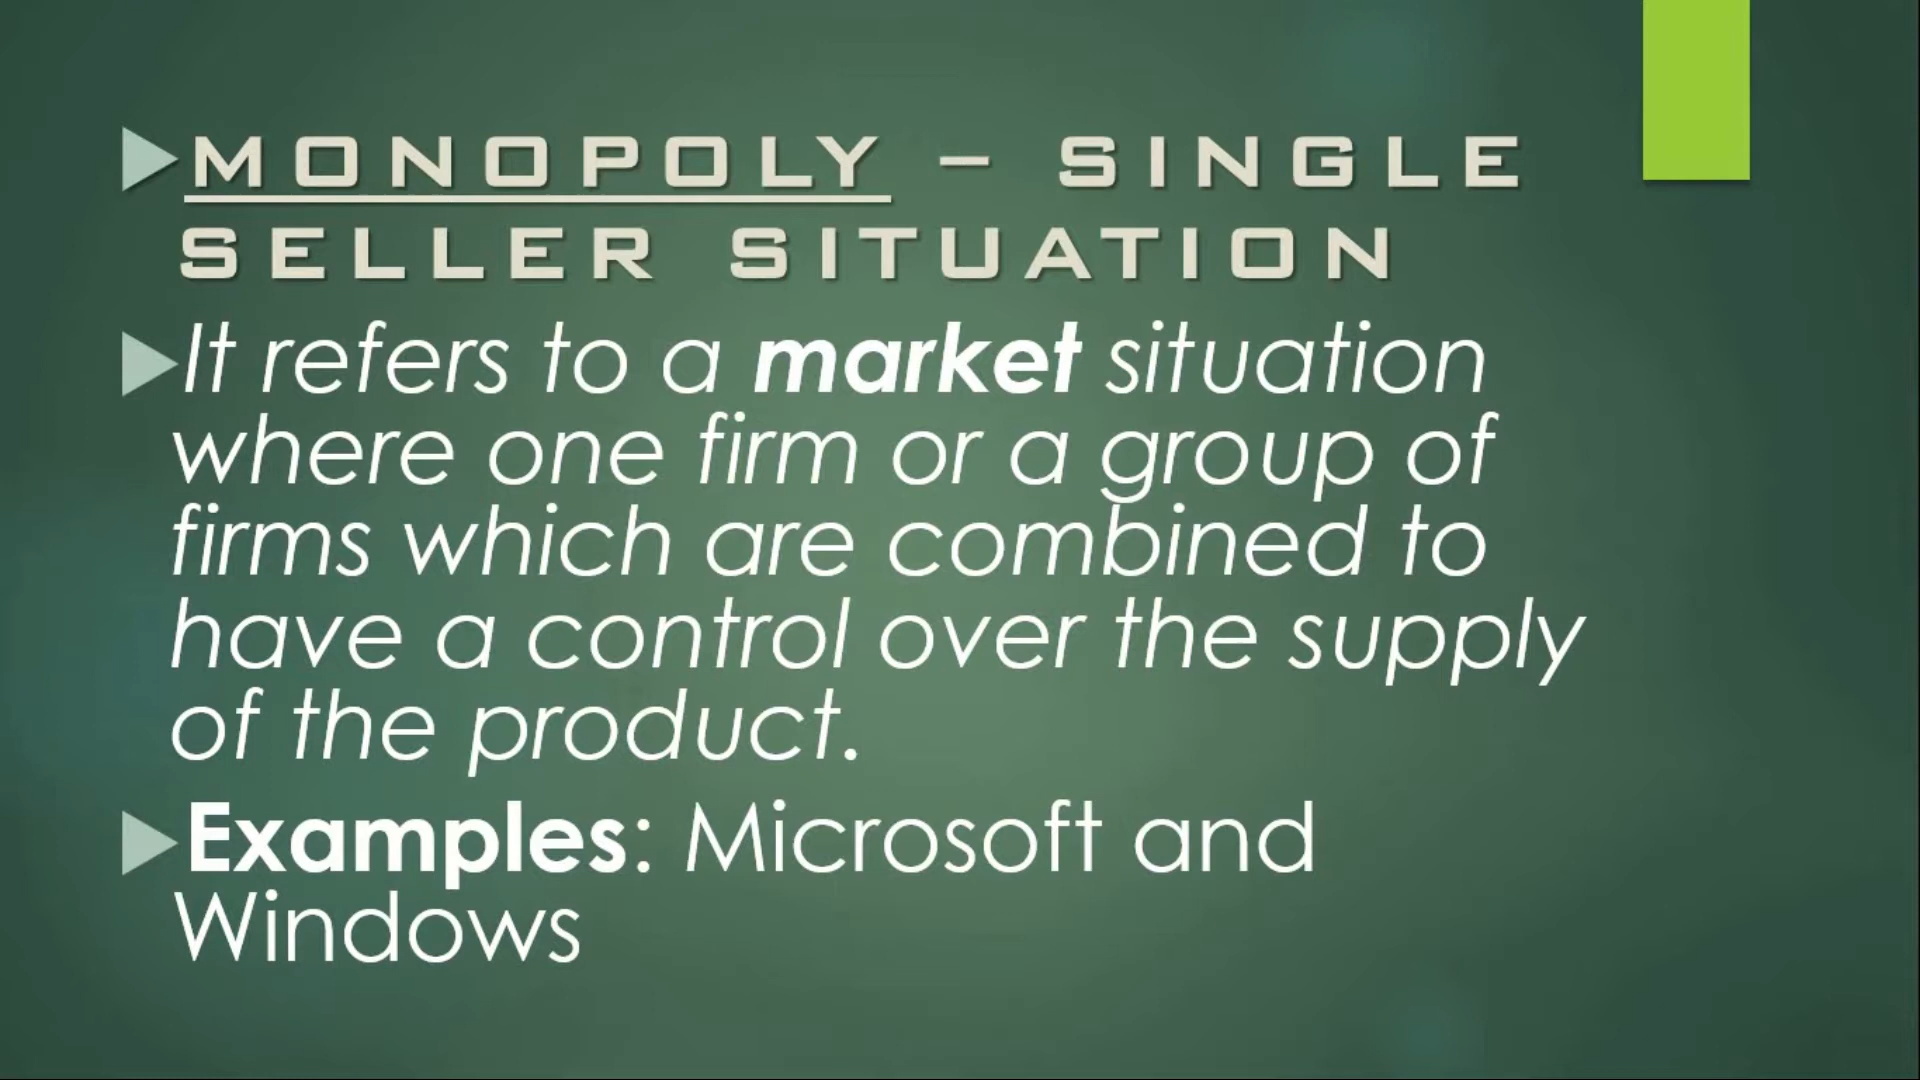 MONOPOLY – SINGLE
SELLER SITUATION
It refers to a market situation
where one firm or a group of
firms which are combined to
have a control over the supply
of the product.
Examples: Microsoft and
Windows